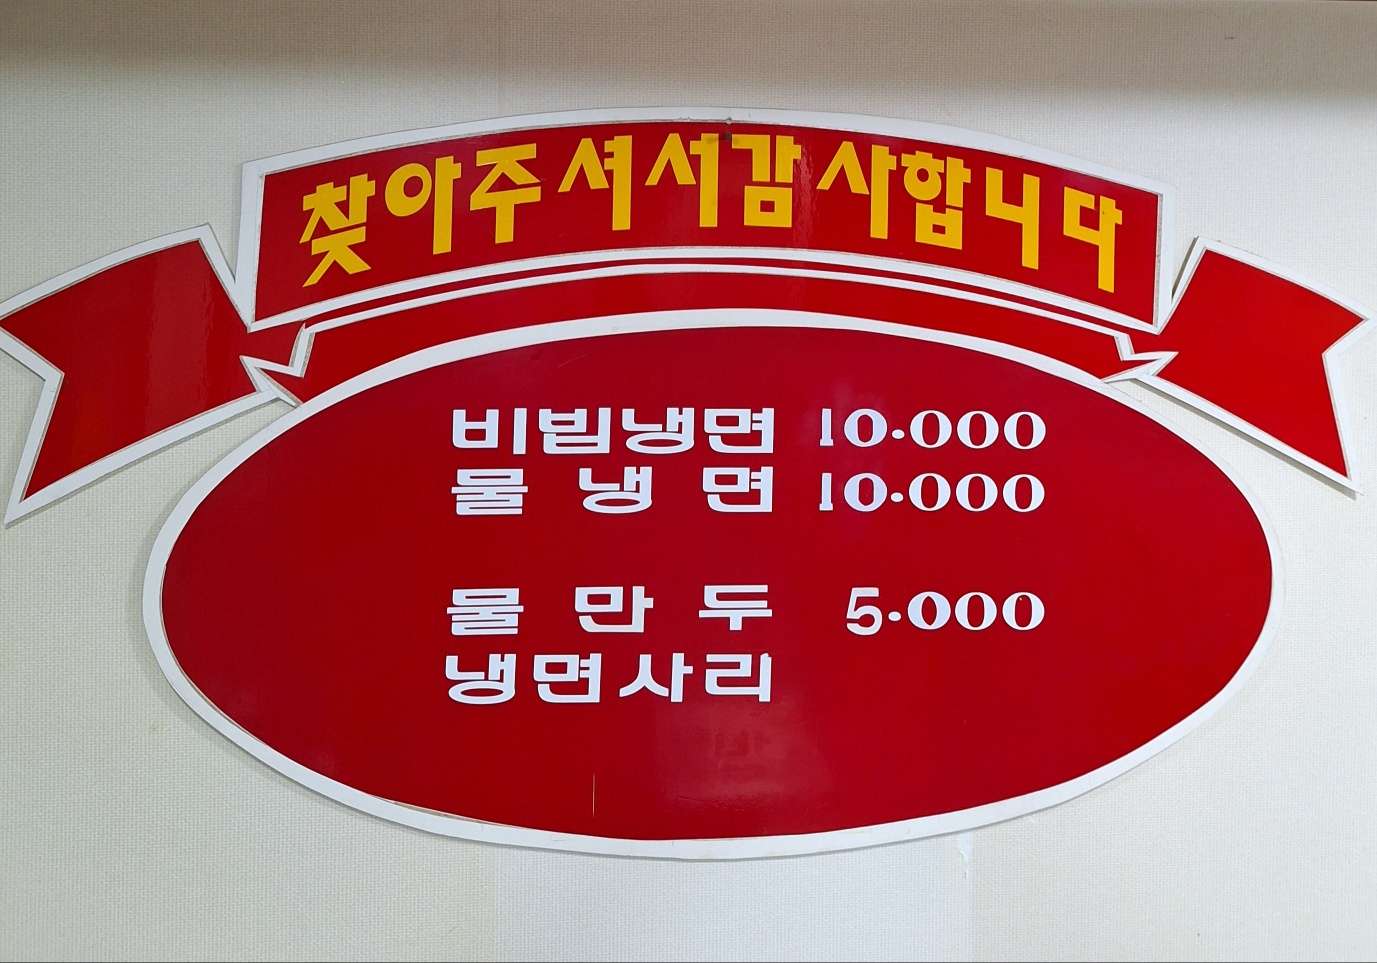 찾아주셔서감사합니다
비빔냉면 10.000
물 냉 면 10.000
물 만 두 5.000
냉면사리